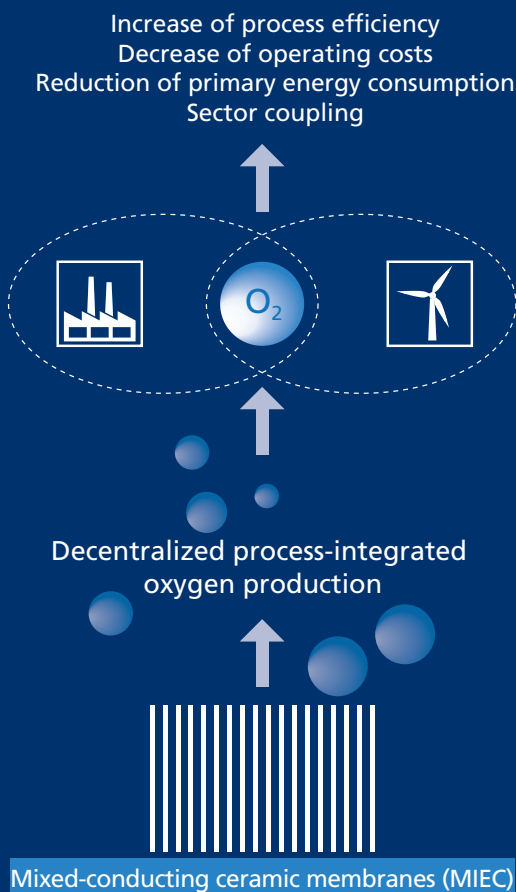 Increase of process efficiency
Decrease of operating costs
Reduction of primary energy consumption
Sector coupling
O₂
Decentralized process-integrated
oxygen production
Mixed-conducting ceramic membranes (MIEC)